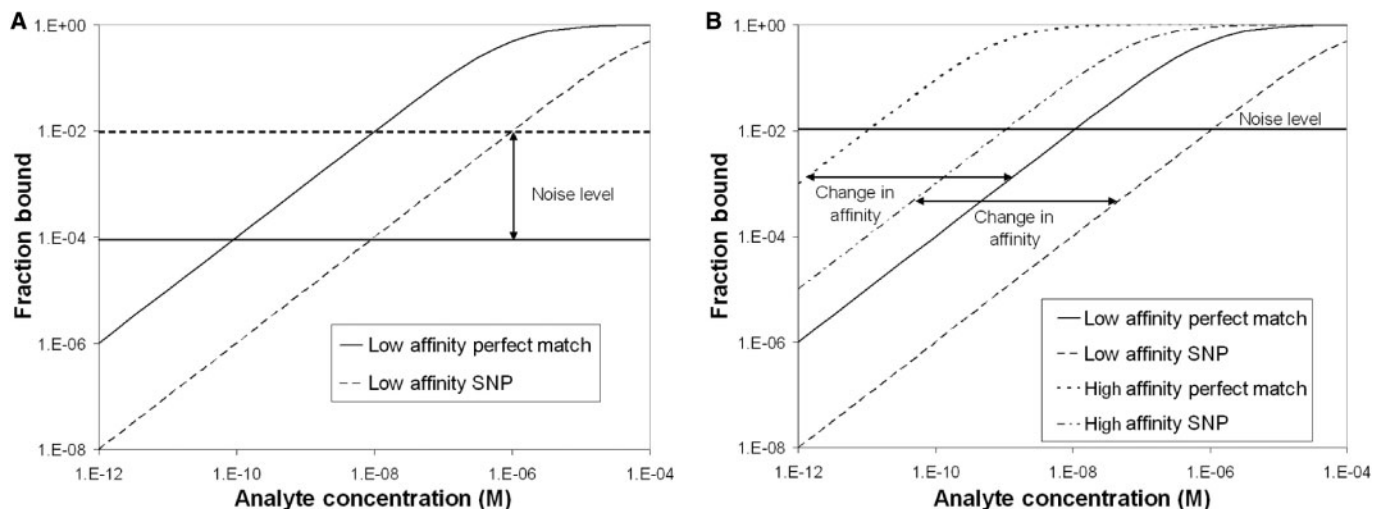 A
Fraction bound
1.E+00
1.E-02
1.E-04
1.E-06
1.E-08
Noise level
Low affinity perfect match
Low affinity SNP
1.E-12 1.E-10 1.E-08 1.E-06 1.E-04
Analyte concentration (M)
B
Fraction bound
1.E+00
1.E-02
1.E-04
1.E-06
1.E-08
Noise level
Change in
affinity
Change in
affinity
Low affinity perfect match
Low affinity SNP
High affinity perfect match
High affinity SNP
1.E-12 1.E-10 1.E-08 1.E-06 1.E-04
Analyte concentration (M)